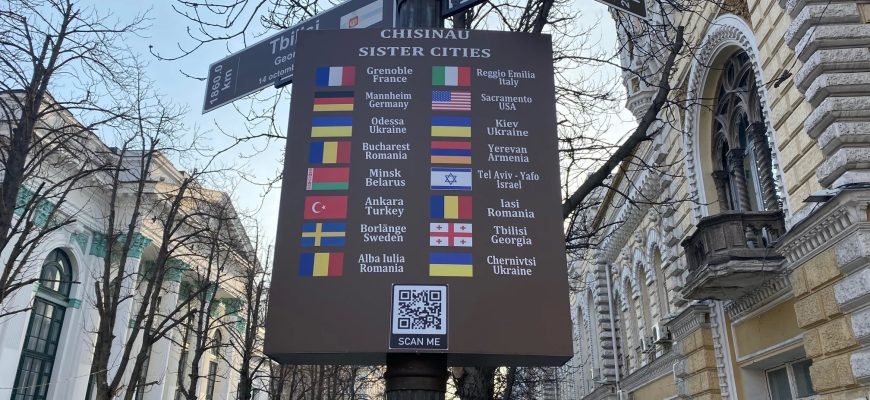 Tbilisi
1860.0
km
14 octom
CHISINAU
SISTER CITIES
Grenoble
France
Mannheim
Germany
Odessa
Ukraine
Bucharest
Romania
Minsk
Belarus
Ankara
Turkey
Borlänge
Sweden
Alba Iulia
Romania
Reggio Emilia
Italy
Sacramento
USA
Kiev
Ukraine
Yerevan
Armenia
Tel Aviv - Yafo
Israel
Iasi
Romania
Tbilisi
Georgia
Chernivtsi
Ukraine
SCAN ME